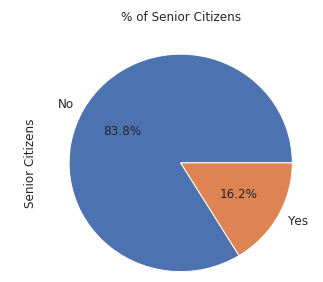 % of Senior Citizens
No
83.8%
Senior Citizens
16.2%
Yes